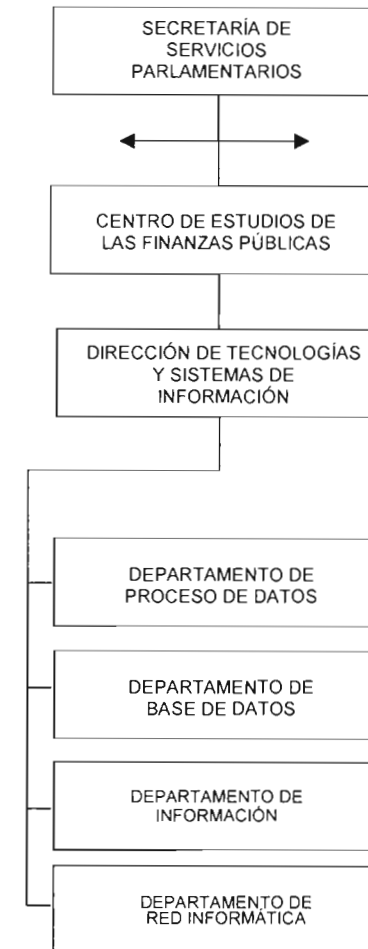 SECRETARÍA DE
SERVICIOS
PARLAMENTARIOS
CENTRO DE ESTUDIOS DE
LAS FINANZAS PÚBLICAS
DIRECCIÓN DE TECNOLOGÍAS
Y SISTEMAS DE
INFORMACIÓN
DEPARTAMENTO DE
PROCESO DE DATOS
DEPARTAMENTO DE
BASE DE DATOS
DEPARTAMENTO DE
INFORMACIÓN
DEPARTAMENTO DE
RED INFORMÁTICA